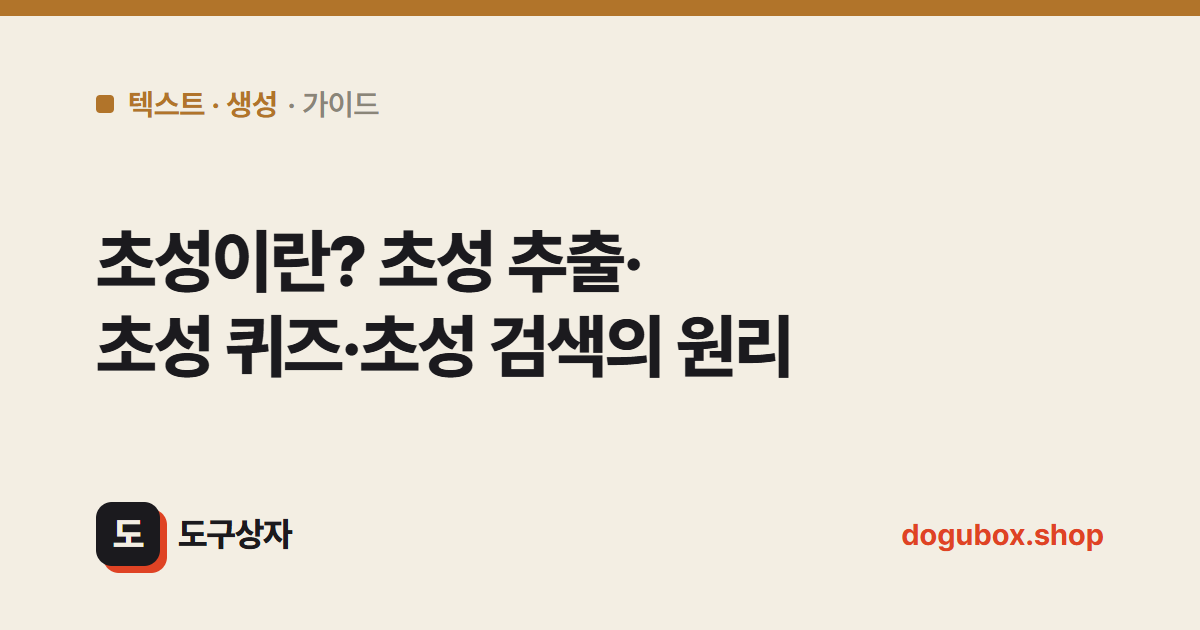 텍스트 · 생성 · 가이드
초성이란? 초성 추출·
초성 퀴즈·초성 검색의 원리
도 도구상자
dogubox.shop